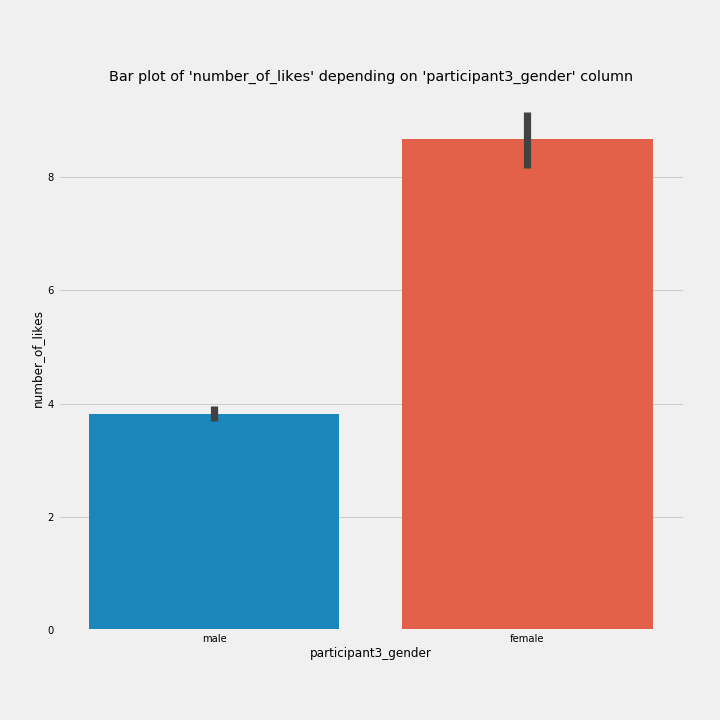 Bar plot of 'number_of_likes' depending on 'participant3_gender' column
number_of_likes
8
6
4
2
0
male female
participant3_gender